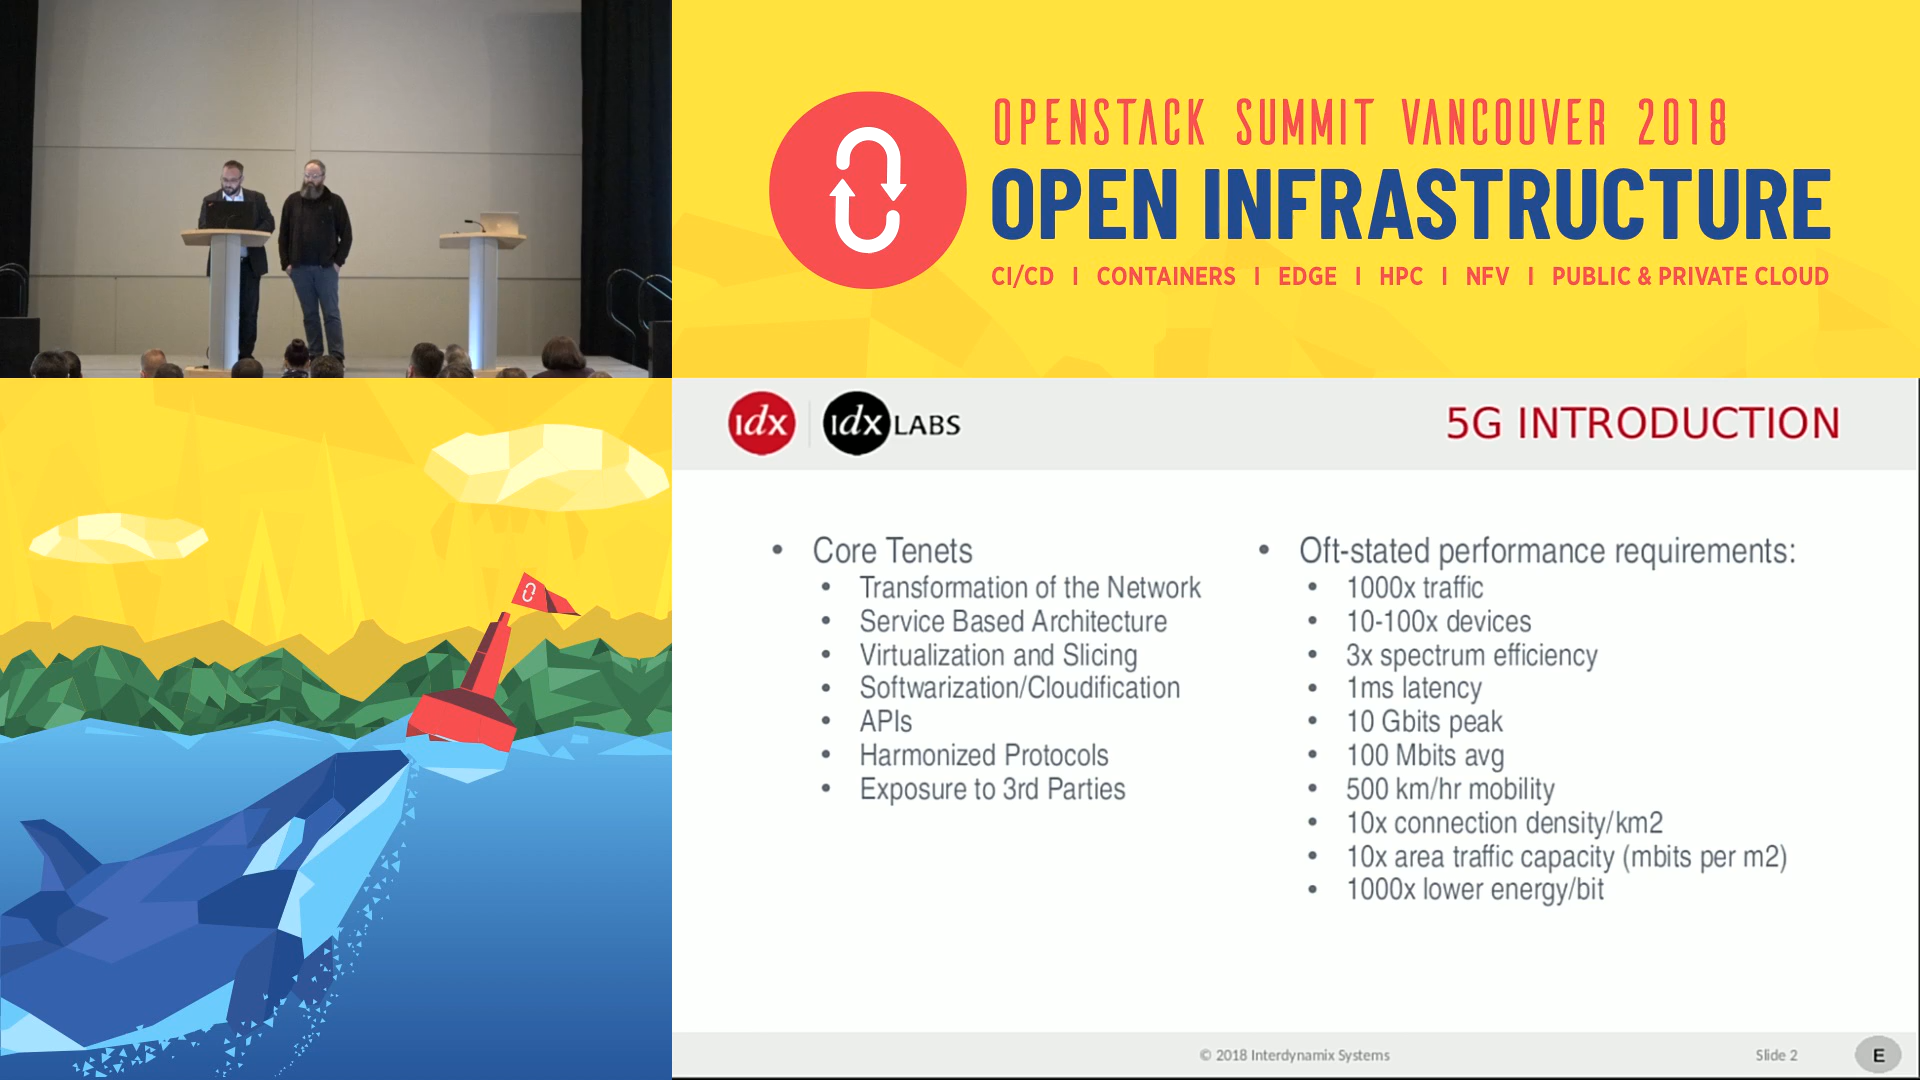 OPENSTACK SUMMIT VANCOUVER 2018
OPEN INFRASTRUCTURE
CI/CD | CONTAINERS | EDGE | HPC | NFV | PUBLIC & PRIVATE CLOUD
idx idx LABS
5G INTRODUCTION
• Core Tenets
• Transformation of the Network
• Service Based Architecture
• Virtualization and Slicing
• Softwarization/Cloudification
• APIs
• Harmonized Protocols
• Exposure to 3rd Parties
• Oft-stated performance requirements:
• 1000x traffic
• 10-100x devices
• 3x spectrum efficiency
• 1ms latency
• 10 Gbits peak
• 100 Mbits avg
• 500 km/hr mobility
• 10x connection density/km2
• 10x area traffic capacity (mbits per m2)
• 1000x lower energy/bit
© 2018 Interdynamix Systems
Slide 2
E